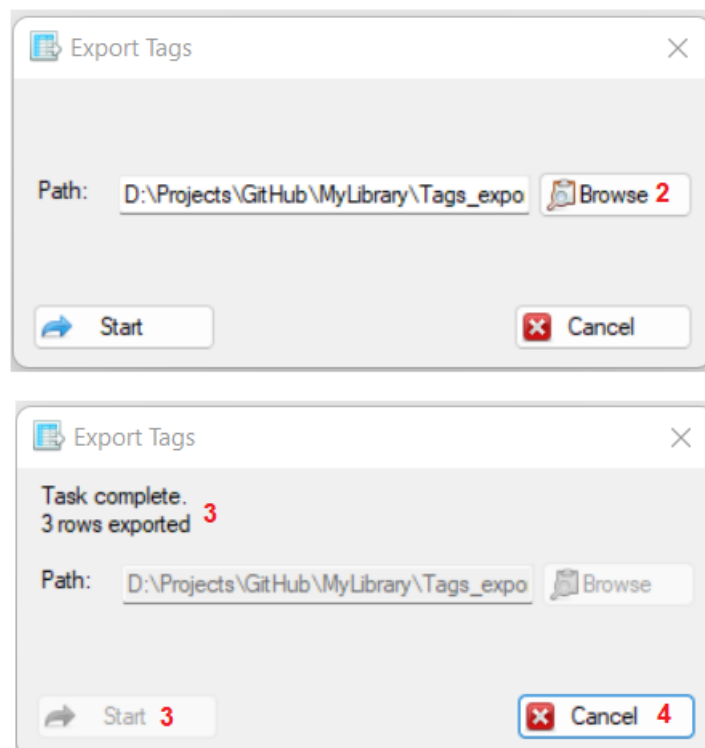 Export Tags
Path: D:\Projects\GitHub\MyLibrary\Tags_expo Browse 2
Start Cancel
Export Tags
Task complete.
3 rows exported 3
Path: D:\Projects\GitHub\MyLibrary\Tags_expo Browse
Start 3 Cancel 4